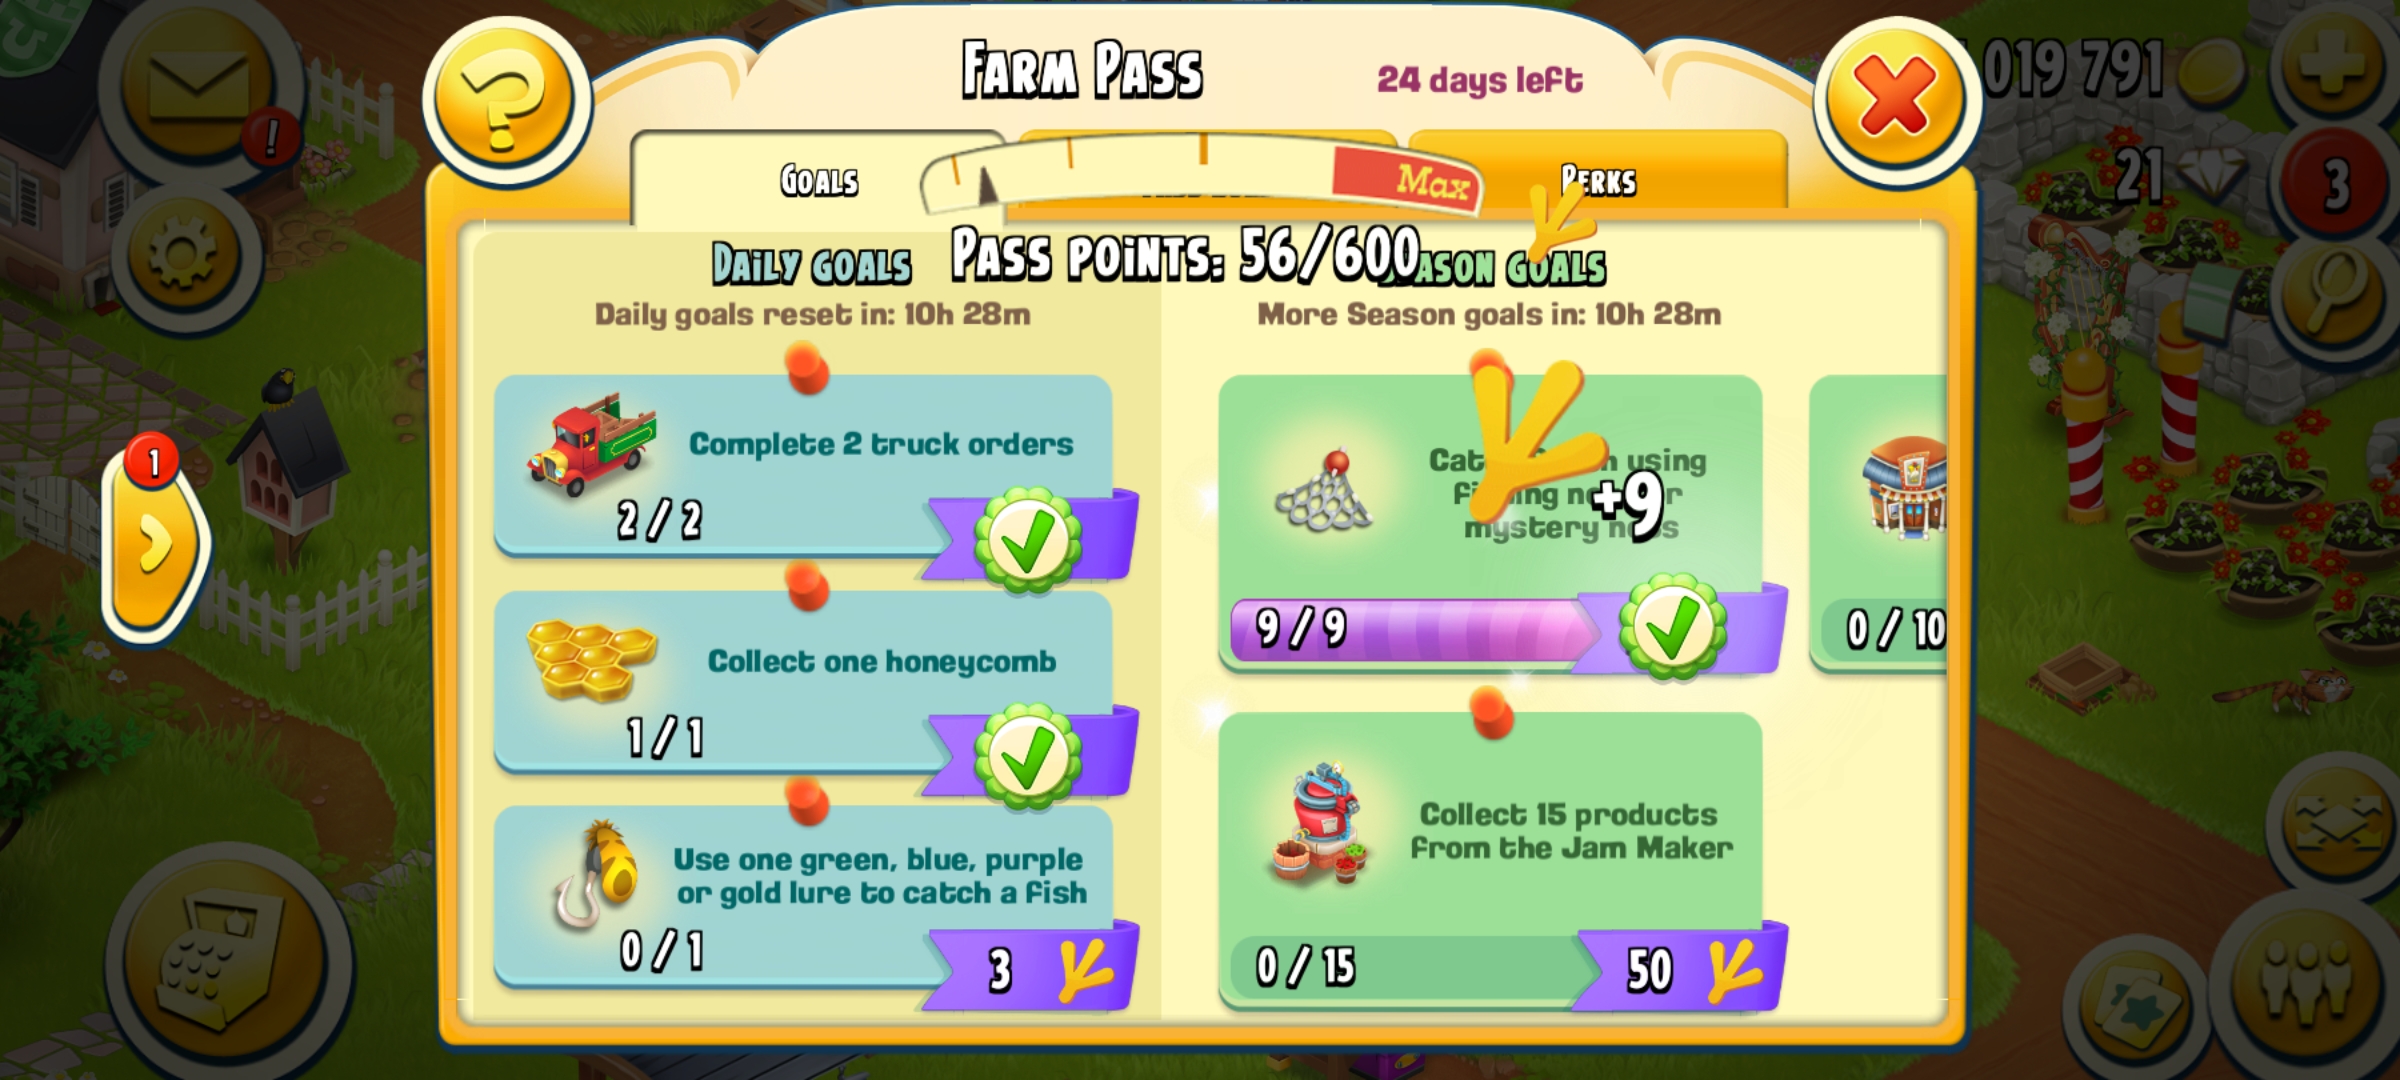 FARM PASS
24 days left
019 791
21
3
!
1
GOALS
PERKS
Max
PASS POINTS: 56/600
DAILY GOALS
ASON GOALS
Daily goals reset in: 10h 28m
More Season goals in: 10h 28m
Complete 2 truck orders
2 / 2
Collect one honeycomb
1 / 1
Use one green, blue, purple
or gold lure to catch a fish
0 / 1
3
using
mystery
+9
9 / 9
0 / 10
Collect 15 products
from the Jam Maker
0 / 15
50